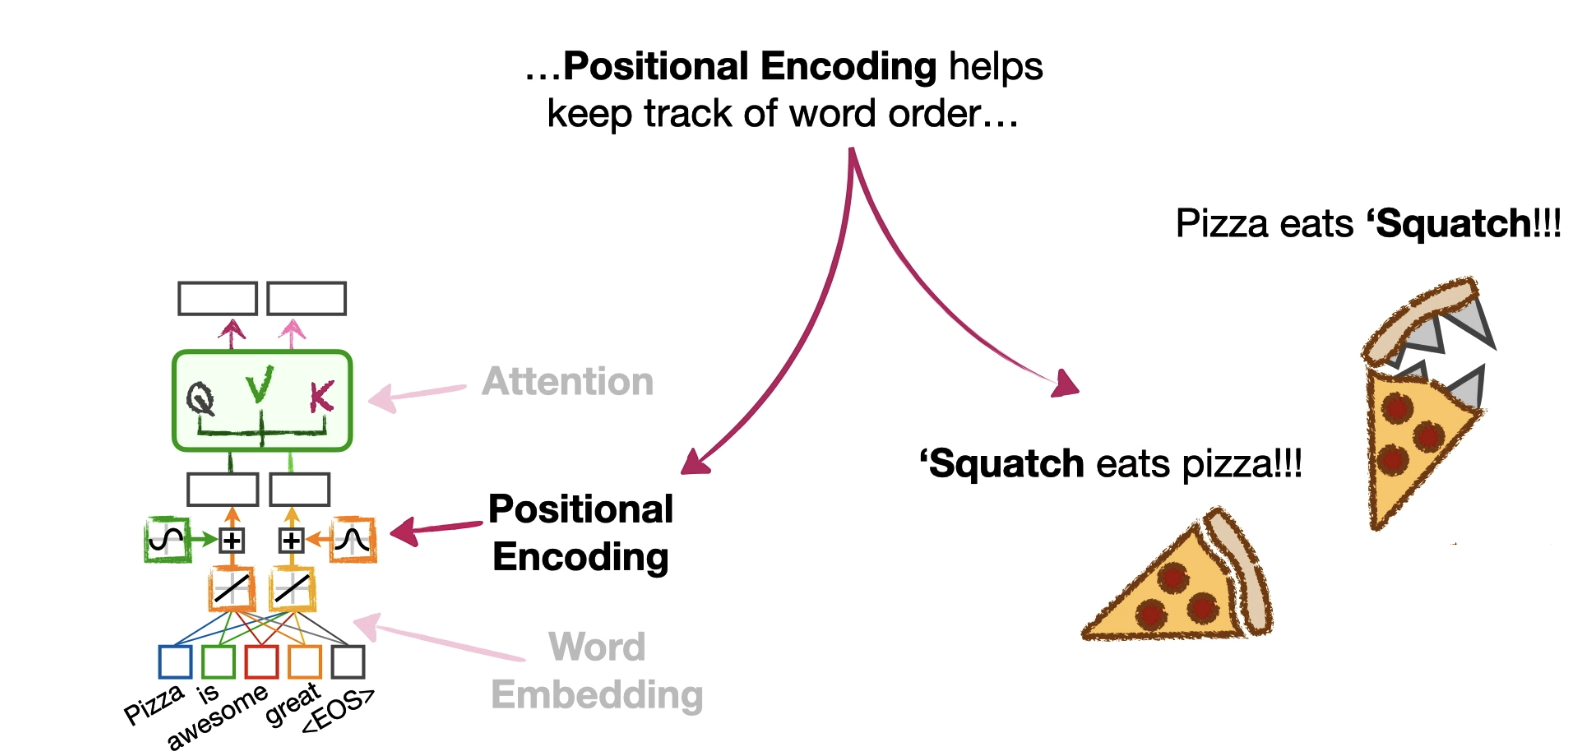 …Positional Encoding helps
keep track of word order…
Pizza eats ‘Squatch!!!
Q V K
Attention
‘Squatch eats pizza!!!
Positional
Encoding
+ +
Word
Embedding
Pizza is awesome great <EOS>